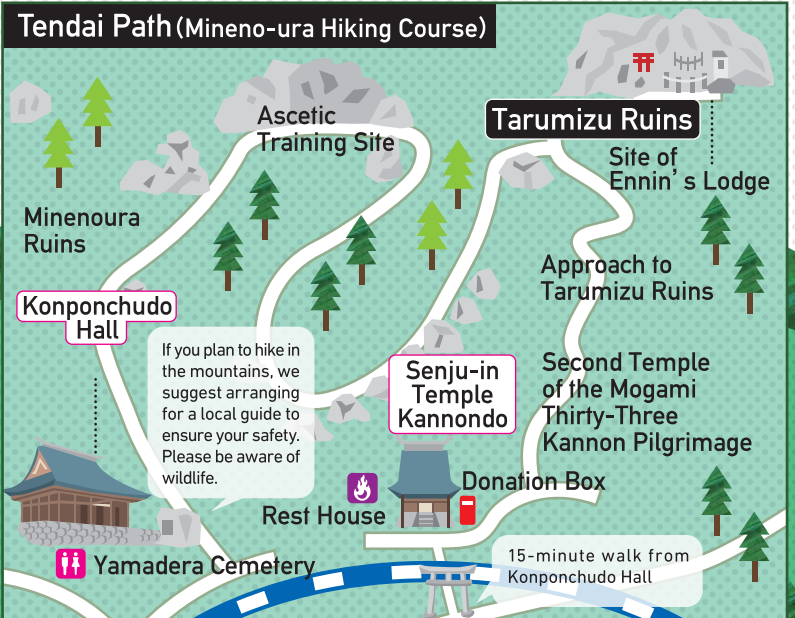 Tendai Path (Mineno-ura Hiking Course)
Ascetic
Training Site
Tarumizu Ruins
Site of
Ennin's Lodge
Minenoura
Ruins
Approach to
Tarumizu Ruins
Konponchudo
Hall
If you plan to hike in
the mountains, we
suggest arranging
for a local guide to
ensure your safety.
Please be aware of
wildlife.
Senju-in
Temple
Kannondo
Second Temple
of the Mogami
Thirty-Three
Kannon Pilgrimage
Donation Box
Rest House
Yamadera Cemetery
15-minute walk from
Konponchudo Hall